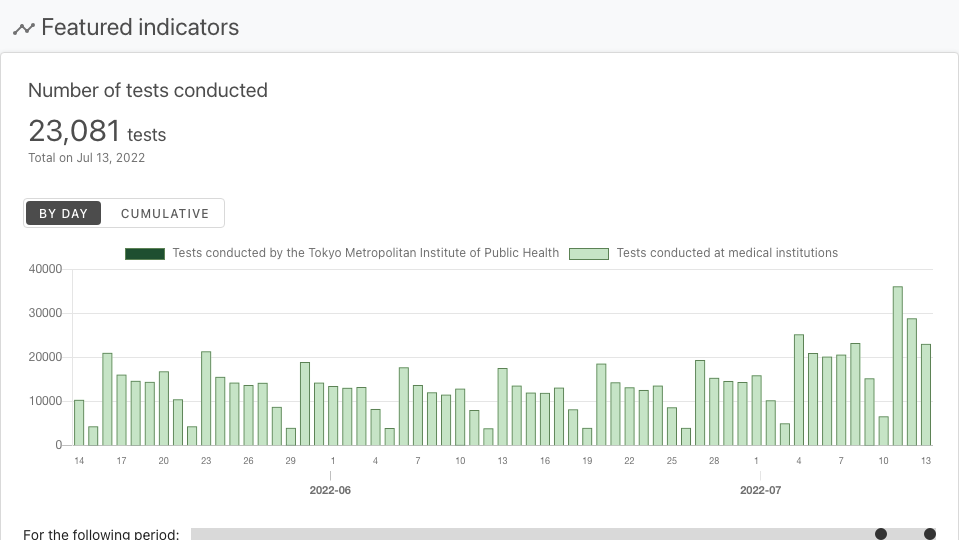 Featured indicators
Number of tests conducted
23,081 tests
Total on Jul 13, 2022
BY DAY CUMULATIVE
Tests conducted by the Tokyo Metropolitan Institute of Public Health Tests conducted at medical institutions
40000
30000
20000
10000
0
14 17 20 23 26 29 1 4 7 10 13 16 19 22 25 28 1 4 7 10 13
2022-06 2022-07
For the following period: